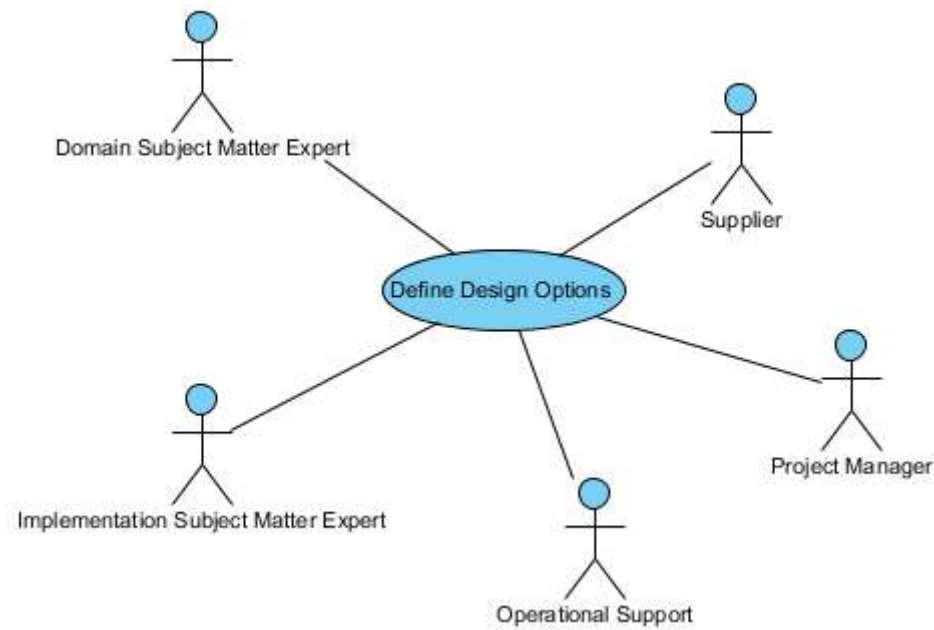 Domain Subject Matter Expert
Supplier
Define Design Options
Project Manager
Implementation Subject Matter Expert
Operational Support